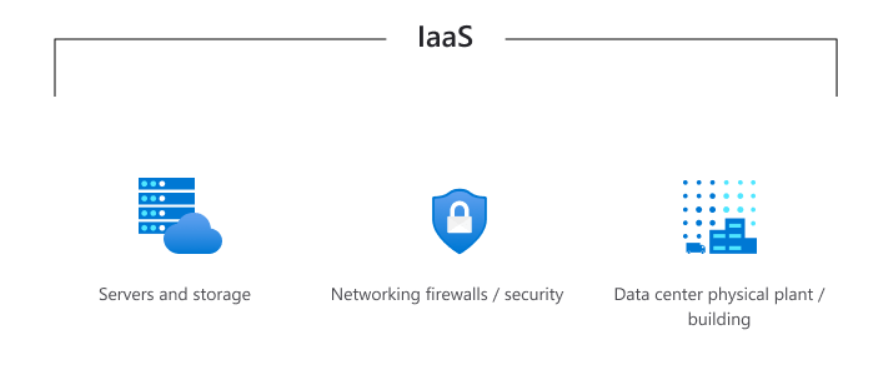 IaaS
Servers and storage
Networking firewalls / security
Data center physical plant /
building